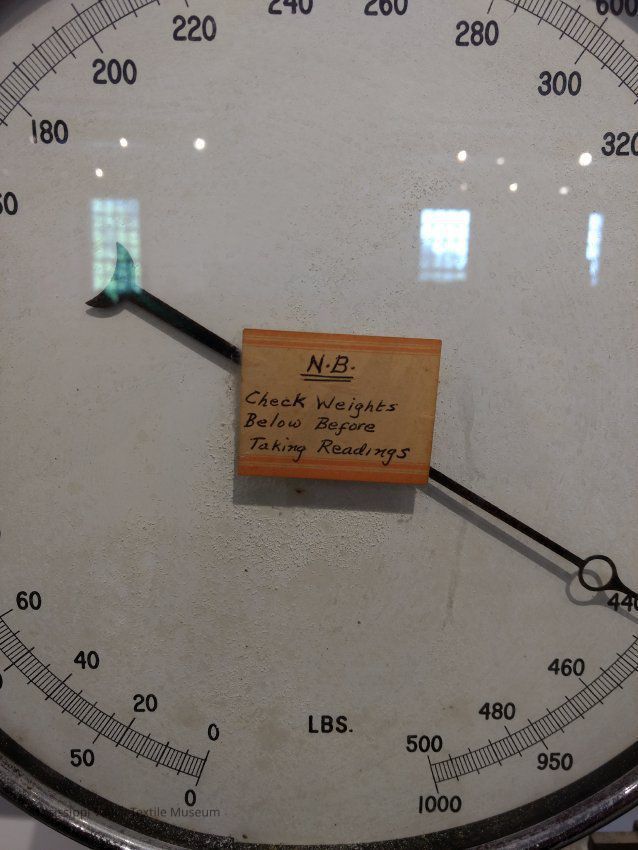 240 260
220 280 600
200 300
180 320
N.B.
Check Weights
Below Before
Taking Readings
60 440
40 460
20 480
0 LBS. 500
50 950
0 1000
Textile Museum